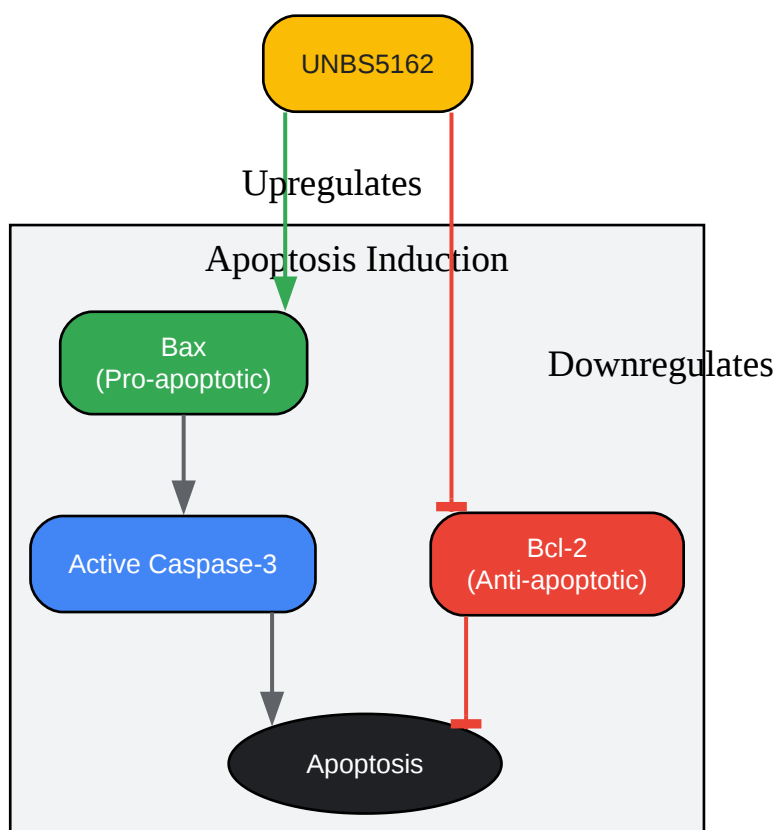 UNBS5162
Upregulates
Apoptosis Induction
Bax
(Pro-apoptotic)
Downregulates
Active Caspase-3
Bcl-2
(Anti-apoptotic)
Apoptosis